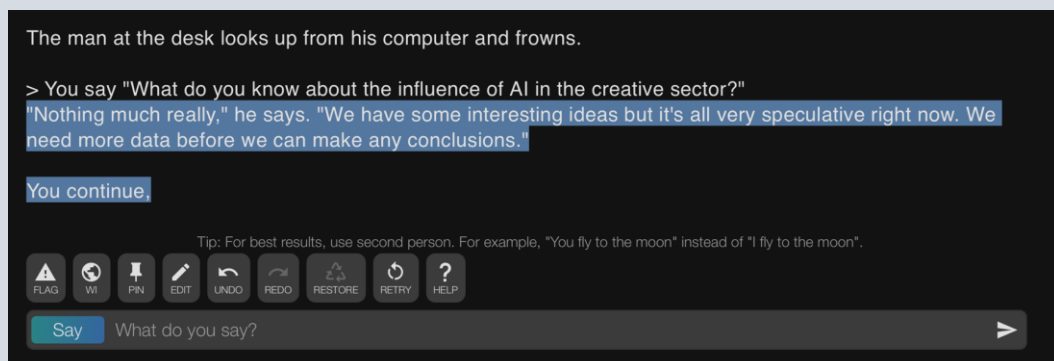 The man at the desk looks up from his computer and frowns.
> You say "What do you know about the influence of AI in the creative sector?"
"Nothing much really," he says. "We have some interesting ideas but it's all very speculative right now. We
need more data before we can make any conclusions."
You continue,
Tip: For best results, use second person. For example, "You fly to the moon" instead of "I fly to the moon".
FLAG WI PIN EDIT UNDO REDO RESTORE RETRY HELP
Say What do you say?